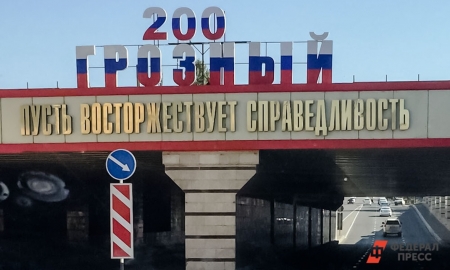 200
ГРОЗНЫЙ
ПУСТЬ ВОСТОРЖЕСТВУЕТ СПРАВЕДЛИВОСТЬ
ФЕДЕРАЛ
ПРЕСС